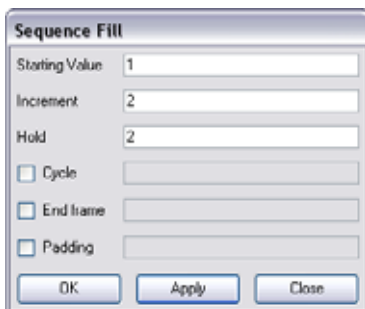 Sequence Fill
Starting Value 1
Increment 2
Hold 2
Cycle
End frame
Padding
OK Apply Close